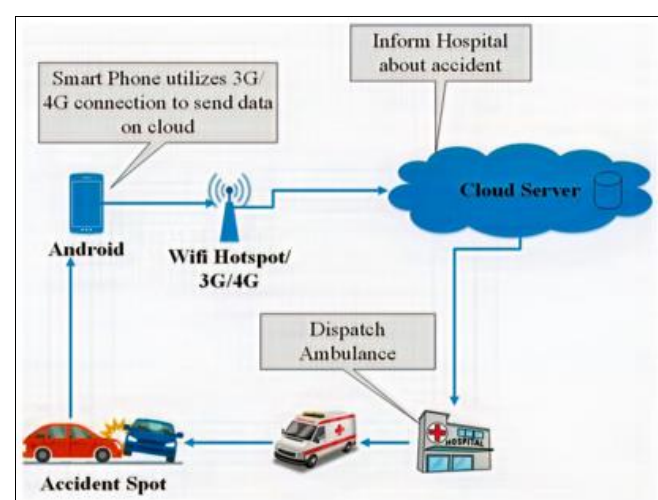 Inform Hospital
about accident
Smart Phone utilizes 3G/
4G connection to send data
on cloud
Cloud Server
Android
Wifi Hotspot/
3G/4G
Dispatch
Ambulance
HOSPITAL
Accident Spot